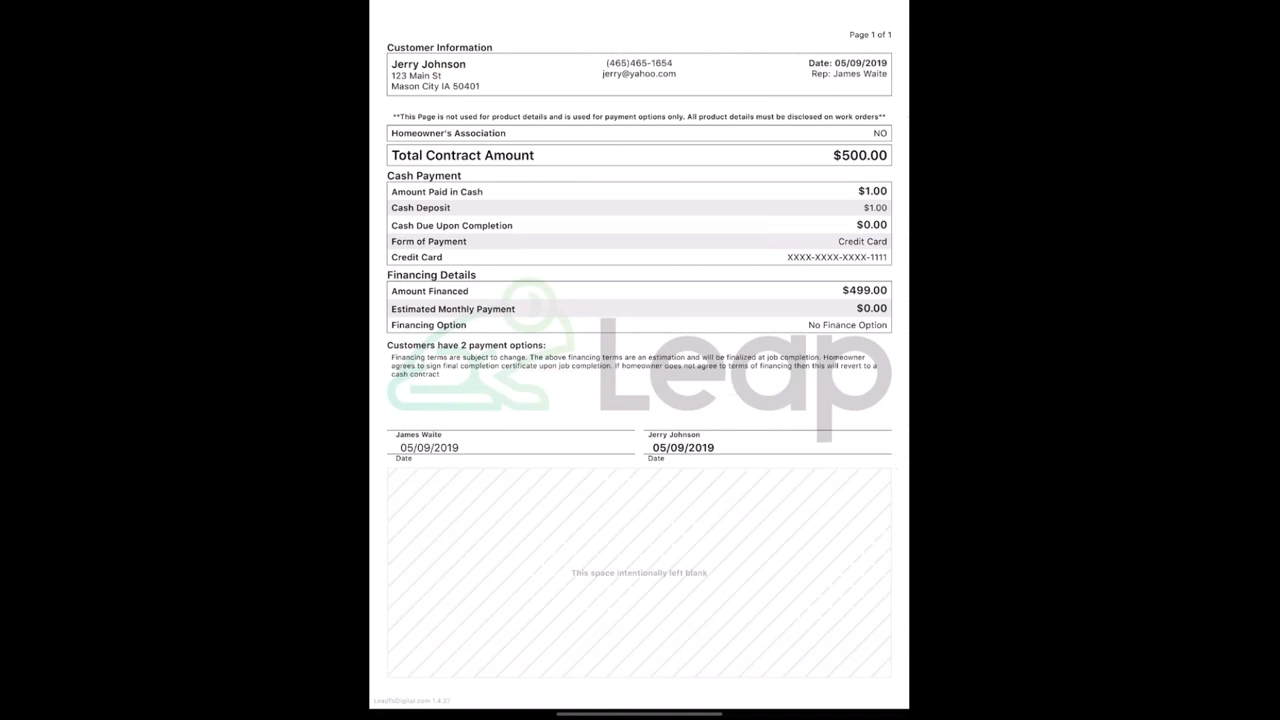 Page 1 of 1
Customer Information
Jerry Johnson (465)465-1654 Date: 05/09/2019
123 Main St jerry@yahoo.com Rep: James Waite
Mason City IA 50401
**This Page is not used for product details and is used for payment options only. All product details must be disclosed on work orders**
Homeowner's Association NO
Total Contract Amount $500.00
Cash Payment
Amount Paid in Cash $1.00
Cash Deposit $1.00
Cash Due Upon Completion $0.00
Form of Payment Credit Card
Credit Card XXXX-XXXX-XXXX-1111
Financing Details
Amount Financed $499.00
Estimated Monthly Payment $0.00
Financing Option No Finance Option
Customers have 2 payment options:
Financing terms are subject to change. The above financing terms are an estimation and will be finalized at job completion. Homeowner
agrees to sign final completion certificate upon job completion. If homeowner does not agree to terms of financing then this will revert to a
cash contract
Leap
James Waite Jerry Johnson
05/09/2019 05/09/2019
Date Date
This space intentionally left blank
LeapToDigital.com 1.4.37